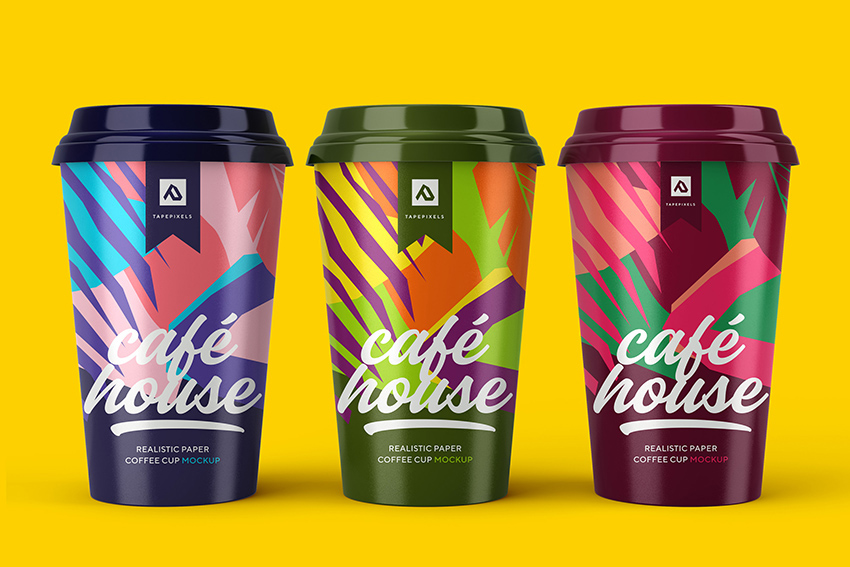 TAPEPIXELS
café
house
REALISTIC PAPER
COFFEE CUP MOCKUP
TAPEPIXELS
café
house
REALISTIC PAPER
COFFEE CUP MOCKUP
TAPEPIXELS
café
house
REALISTIC PAPER
COFFEE CUP MOCKUP